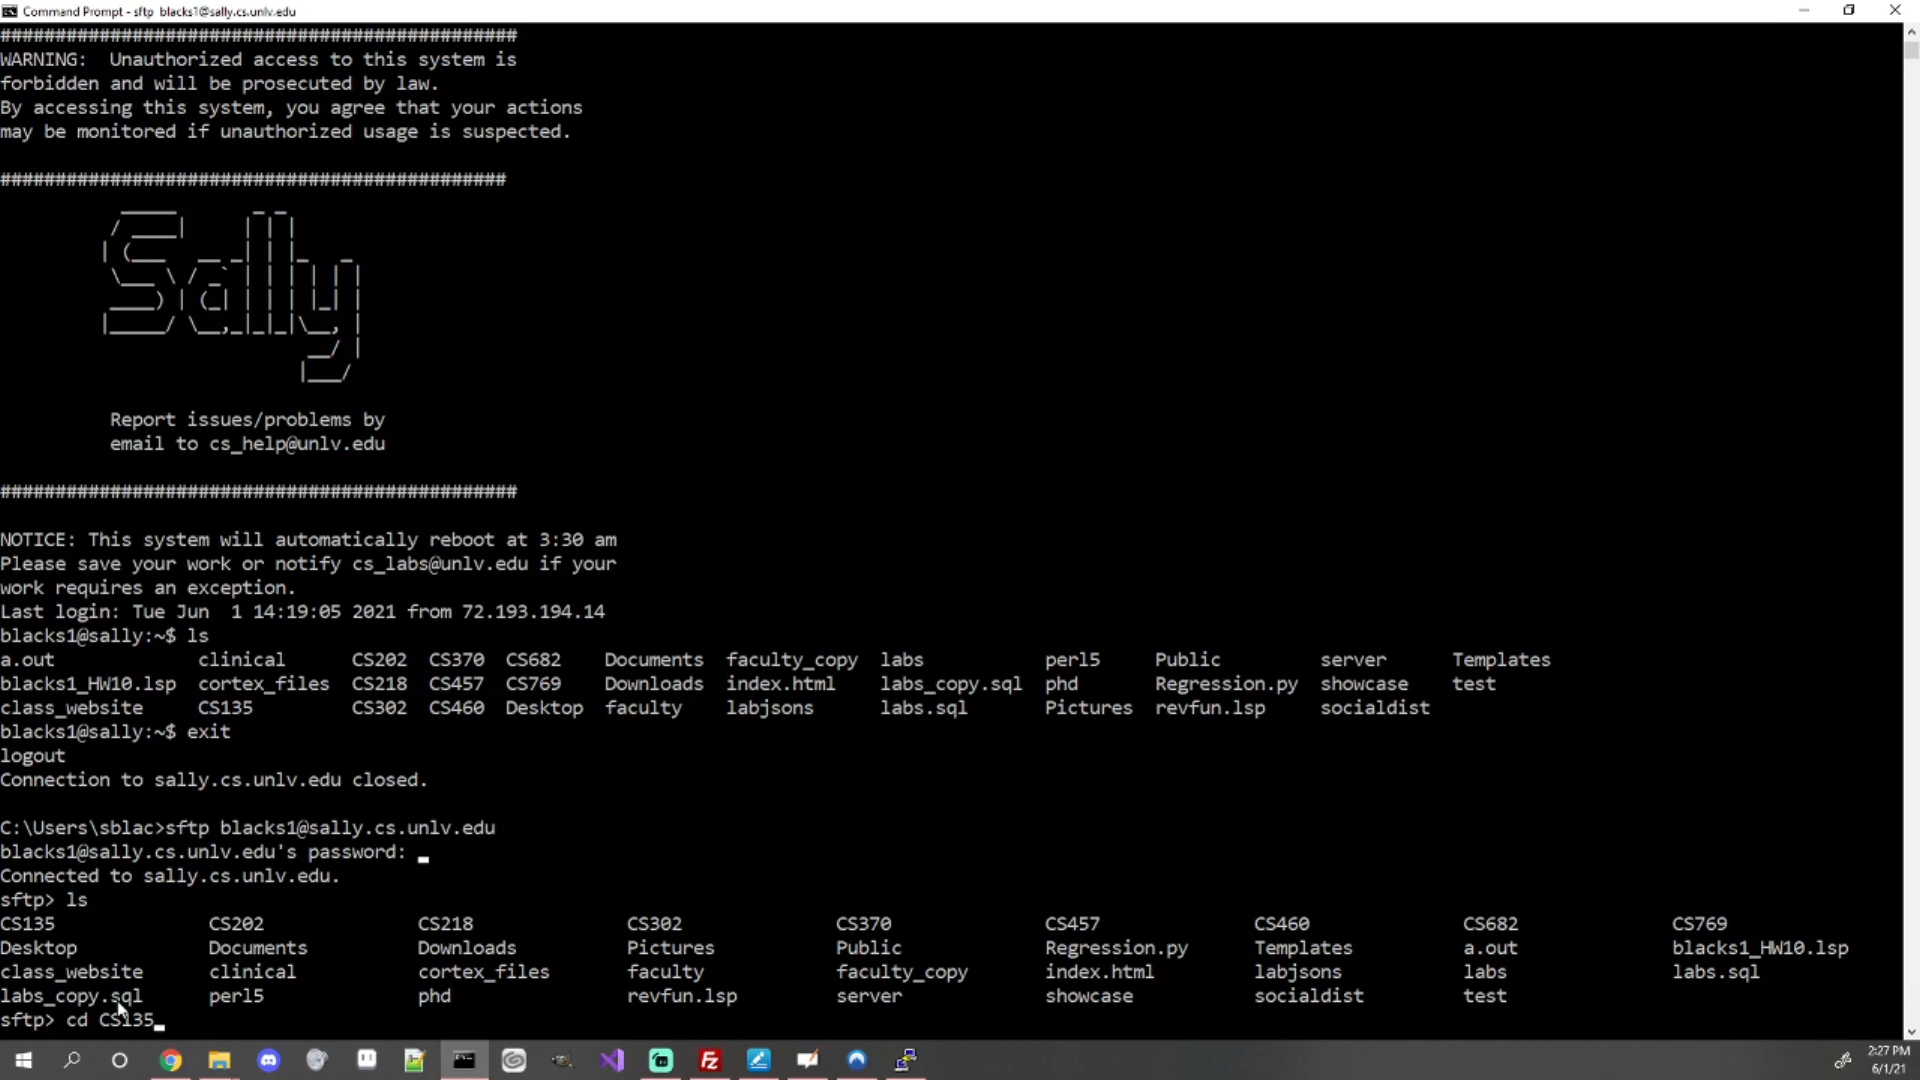 Command Prompt - sftp blacks1@sally.cs.unlv.edu
###############################################
WARNING:  Unauthorized access to this system is
forbidden and will be prosecuted by law.
By accessing this system, you agree that your actions
may be monitored if unauthorized usage is suspected.
##############################################
Sally
Report issues/problems by
email to cs_help@unlv.edu
###############################################
NOTICE: This system will automatically reboot at 3:30 am
Please save your work or notify cs_labs@unlv.edu if your
work requires an exception.
Last login: Tue Jun  1 14:19:05 2021 from 72.193.194.14
blacks1@sally:~$ ls
a.out clinical CS202 CS370 CS682 Documents faculty_copy labs perl5 Public server Templates
blacks1_HW10.lsp cortex_files CS218 CS457 CS769 Downloads index.html labs_copy.sql phd Regression.py showcase test
class_website CS135 CS302 CS460 Desktop faculty labjsons labs.sql Pictures revfun.lsp socialdist
blacks1@sally:~$ exit
logout
Connection to sally.cs.unlv.edu closed.
C:\Users\sblac>sftp blacks1@sally.cs.unlv.edu
blacks1@sally.cs.unlv.edu's password:
Connected to sally.cs.unlv.edu.
sftp> ls
CS135 CS202 CS218 CS302 CS370 CS457 CS460 CS682 CS769
Desktop Documents Downloads Pictures Public Regression.py Templates a.out blacks1_HW10.lsp
class_website clinical cortex_files faculty faculty_copy index.html labjsons labs labs.sql
labs_copy.sql perl5 phd revfun.lsp server showcase socialdist test
sftp> cd CS135_
2:27 PM
6/1/21